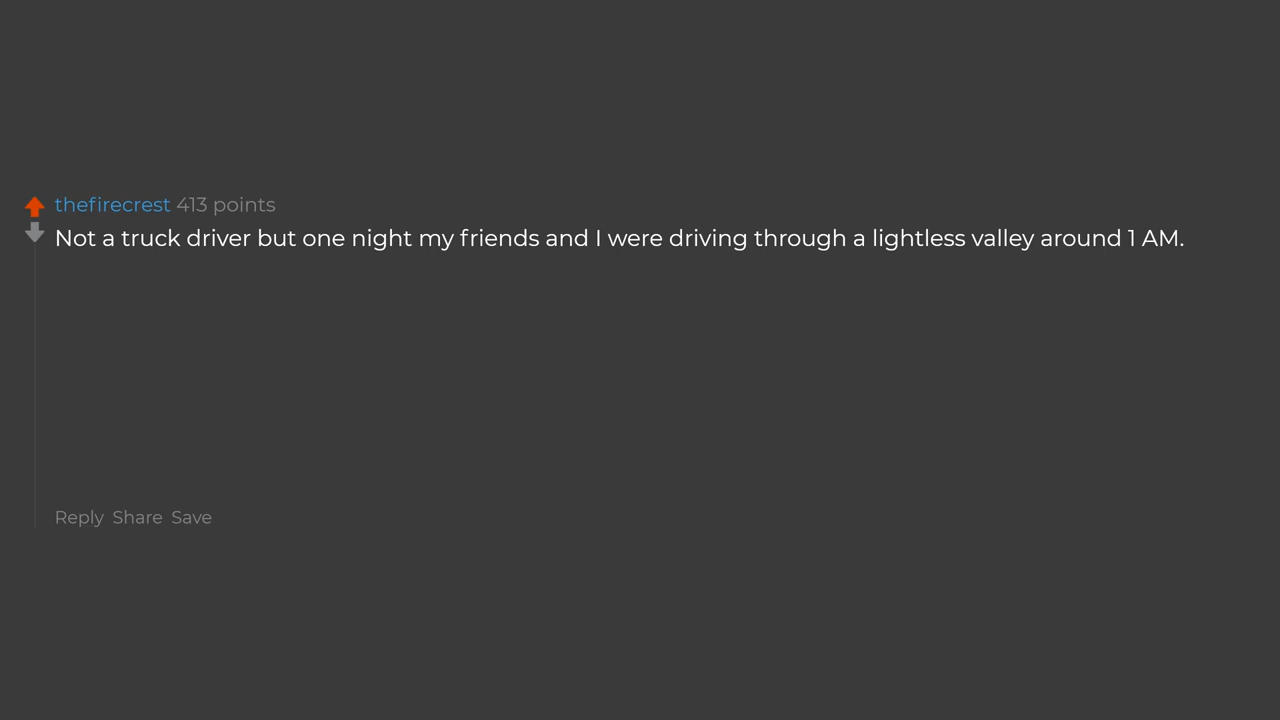 thefirecrest 413 points
Not a truck driver but one night my friends and I were driving through a lightless valley around 1 AM.
Reply Share Save